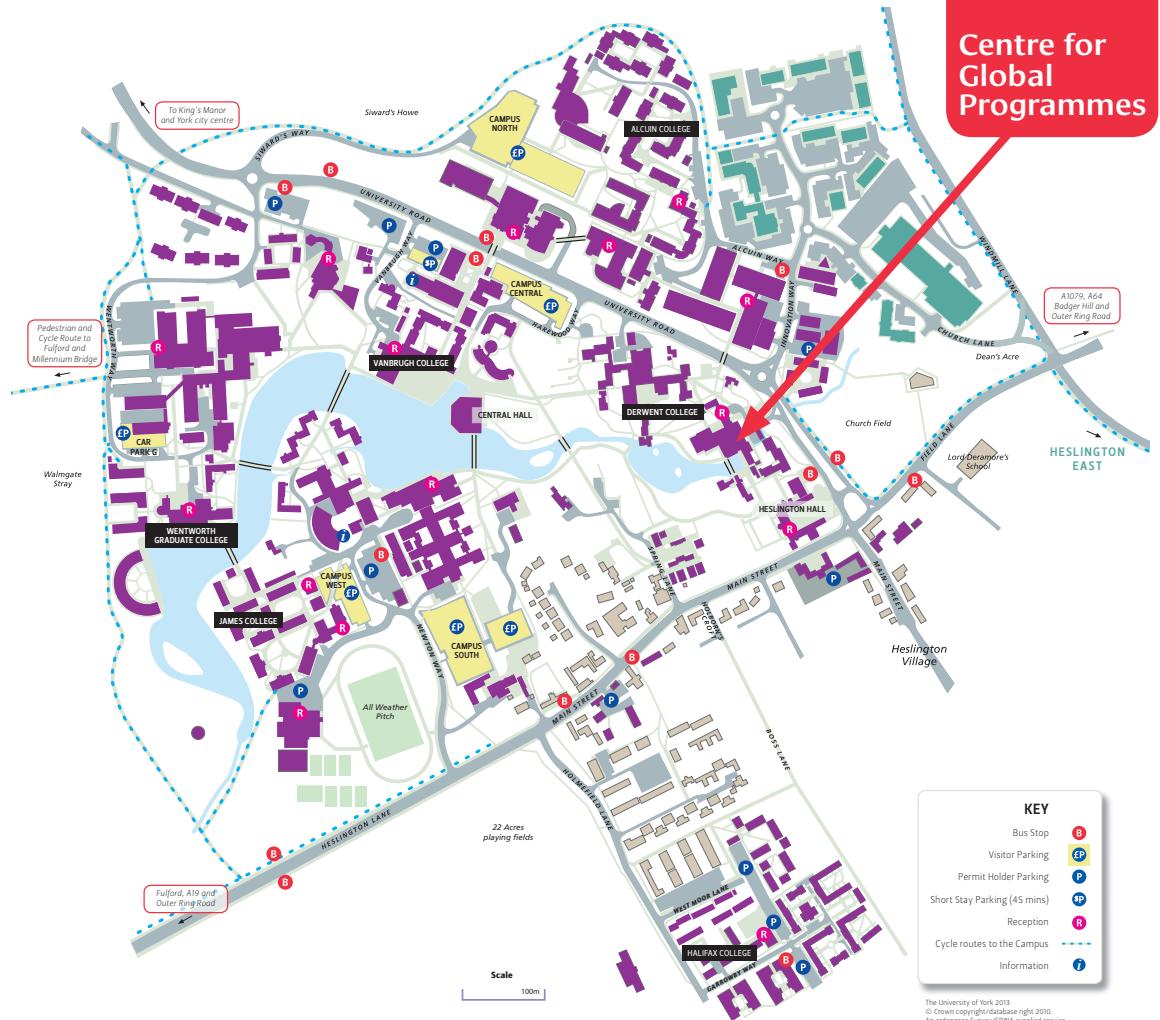 Centre for
Global
Programmes
To King's Manor
and York city centre
Siward's Howe
CAMPUS
NORTH
£P
ALCUIN COLLEGE
SIWARD'S WAY
B
B
P
UNIVERSITY ROAD
P
R
R
B
R
P
$P
i
VANBRUGH WAY
B
R
CAMPUS
CENTRAL
£P
HAREWOOD WAY
UNIVERSITY ROAD
ALCUIN WAY
B
R
INNOVATION WAY
P
WINDMILL LANE
CHURCH LANE
Dean's Acre
A1079, A64
Badger Hill and
Outer Ring Road
Pedestrian and
Cycle Route to
Fulford and
Millennium Bridge
WENTWORTH WAY
R
R
VANBRUGH COLLEGE
CENTRAL HALL
DERWENT COLLEGE
R
Church Field
FIELD LANE
Lord Deramore's
School
HESLINGTON
EAST
£P
CAR
PARK G
Walmgate
Stray
R
WENTWORTH
GRADUATE COLLEGE
R
i
B
B
B
HESLINGTON HALL
R
B
P
CAMPUS
WEST
£P
R
R
JAMES COLLEGE
SPRING LANE
MAIN STREET
HOLBURN'S
CROFT
P
MAIN STREET
Heslington
Village
NEWTON WAY
£P
£P
CAMPUS
SOUTH
B
B
P
MAIN STREET
P
R
All Weather
Pitch
BOSS LANE
HOLMEFIELD LANE
22 Acres
playing fields
HESLINGTON LANE
B
B
Fulford, A19 and
Outer Ring Road
P
WEST MOOR LANE
P
R
HALIFAX COLLEGE
B
P
GARROWBY WAY
Scale
100m
KEY
Bus Stop B
Visitor Parking £P
Permit Holder Parking P
Short Stay Parking (45 mins) $P
Reception R
Cycle routes to the Campus
Information i
The University of York 2013
© Crown copyright/database right 2010.